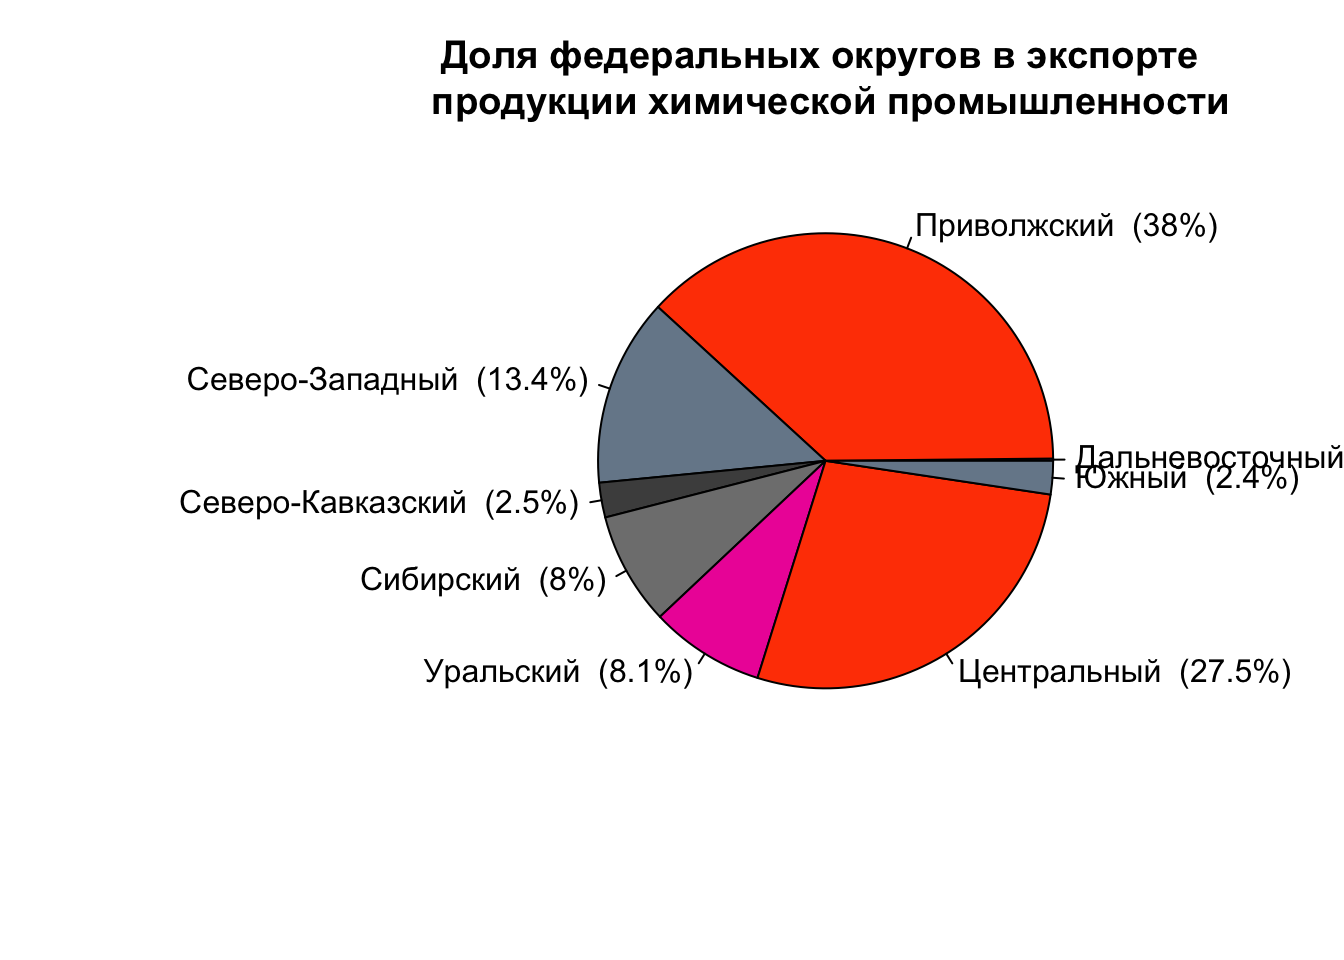 Доля федеральных округов в экспорте
продукции химической промышленности
Приволжский (38%)
Северо-Западный (13.4%)
Дальневосточный
Южный (2.4%)
Северо-Кавказский (2.5%)
Сибирский (8%)
Уральский (8.1%)
Центральный (27.5%)